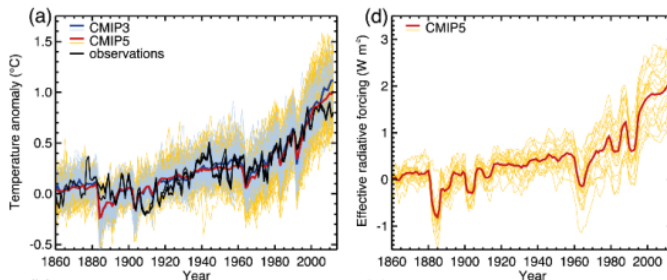 (a)
CMIP3
CMIP5
observations
Temperature anomaly (°C)
1.5
1.0
0.5
0.0
-0.5
1860 1880 1900 1920 1940 1960 1980 2000
Year
(d)
CMIP5
Effective radiative forcing (W m²)
3
2
1
0
-1
1860 1880 1900 1920 1940 1960 1980 2000
Year